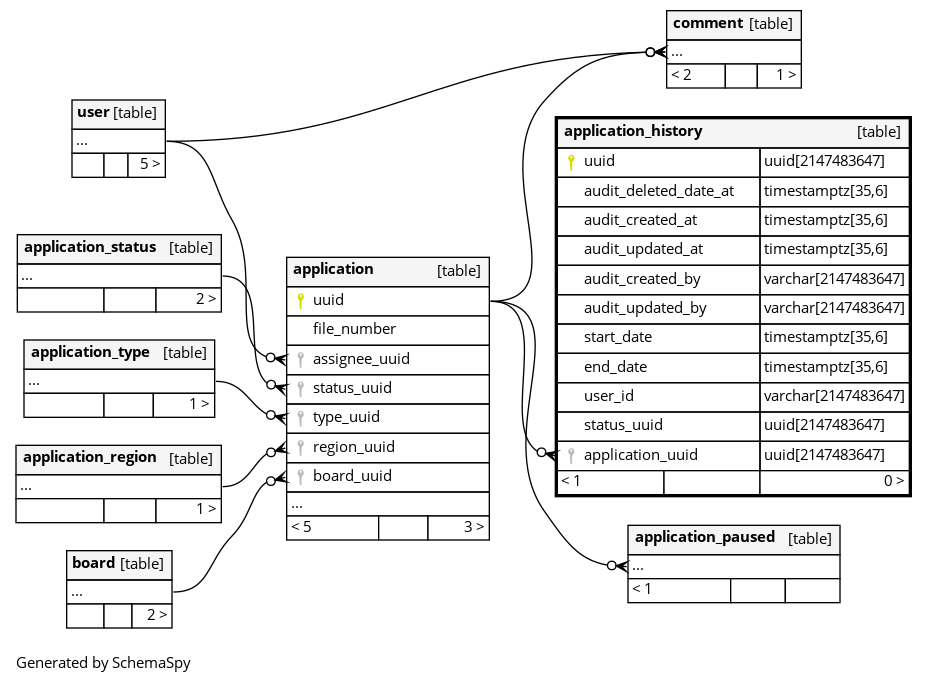 comment [table]
...
< 2 1 >
user [table]
...
5 >
application_status [table]
...
2 >
application_type [table]
...
1 >
application_region [table]
...
1 >
board [table]
...
2 >
application [table]
uuid
file_number
assignee_uuid
status_uuid
type_uuid
region_uuid
board_uuid
...
< 5 3 >
application_history [table]
uuid uuid[2147483647]
audit_deleted_date_at timestamptz[35,6]
audit_created_at timestamptz[35,6]
audit_updated_at timestamptz[35,6]
audit_created_by varchar[2147483647]
audit_updated_by varchar[2147483647]
start_date timestamptz[35,6]
end_date timestamptz[35,6]
user_id varchar[2147483647]
status_uuid uuid[2147483647]
application_uuid uuid[2147483647]
< 1 0 >
application_paused [table]
...
< 1
Generated by SchemaSpy